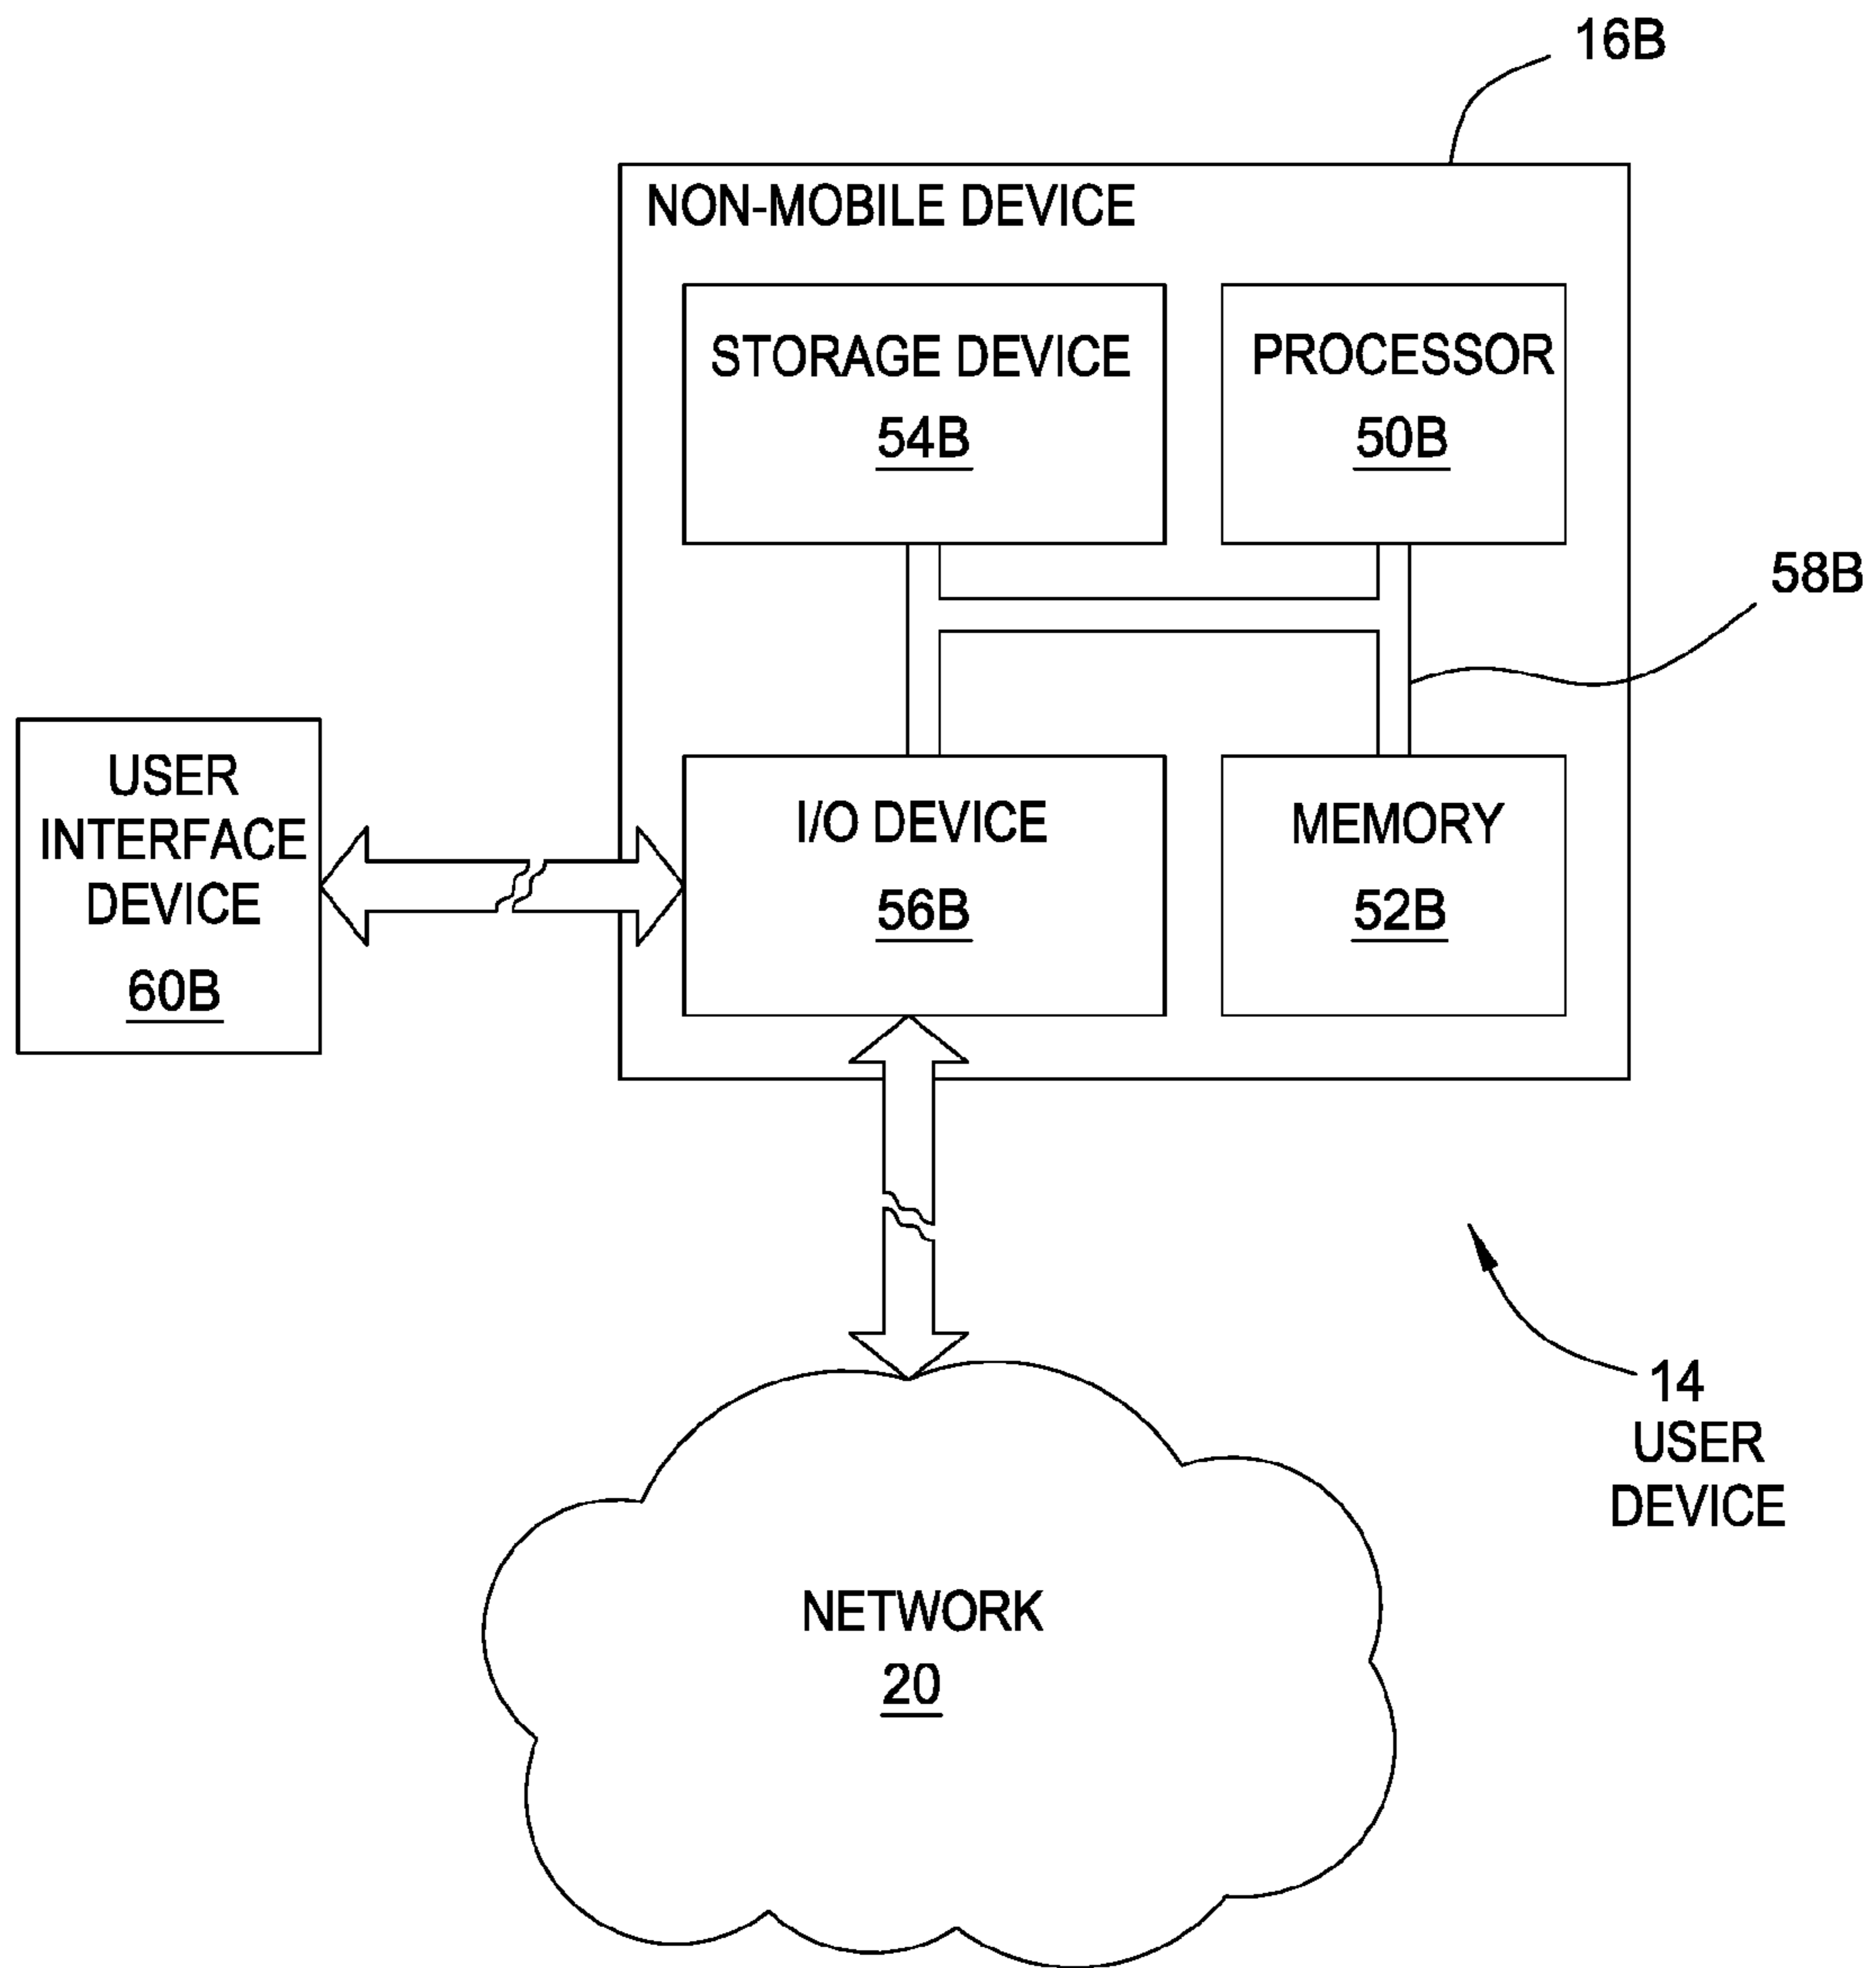 16B
NON-MOBILE DEVICE
STORAGE DEVICE
54B
PROCESSOR
50B
58B
USER
INTERFACE
DEVICE
60B
I/O DEVICE
56B
MEMORY
52B
14
USER
DEVICE
NETWORK
20